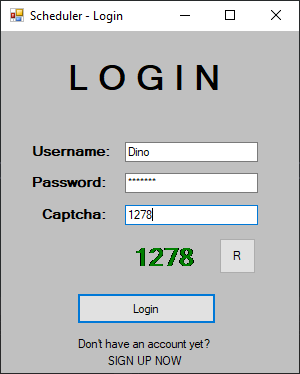 Scheduler - Login
LOGIN
Username: Dino
Password: *******
Captcha: 1278
1278 R
Login
Don't have an account yet?
SIGN UP NOW